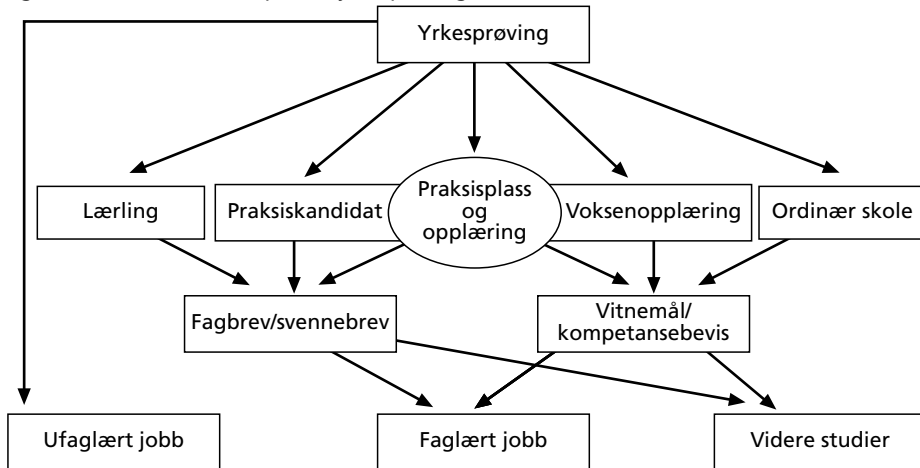 Yrkesprøving
Lærling
Praksiskandidat
Praksisplass
og
opplæring
Voksenopplæring
Ordinær skole
Fagbrev/svennebrev
Vitnemål/
kompetansebevis
Ufaglært jobb
Faglært jobb
Videre studier